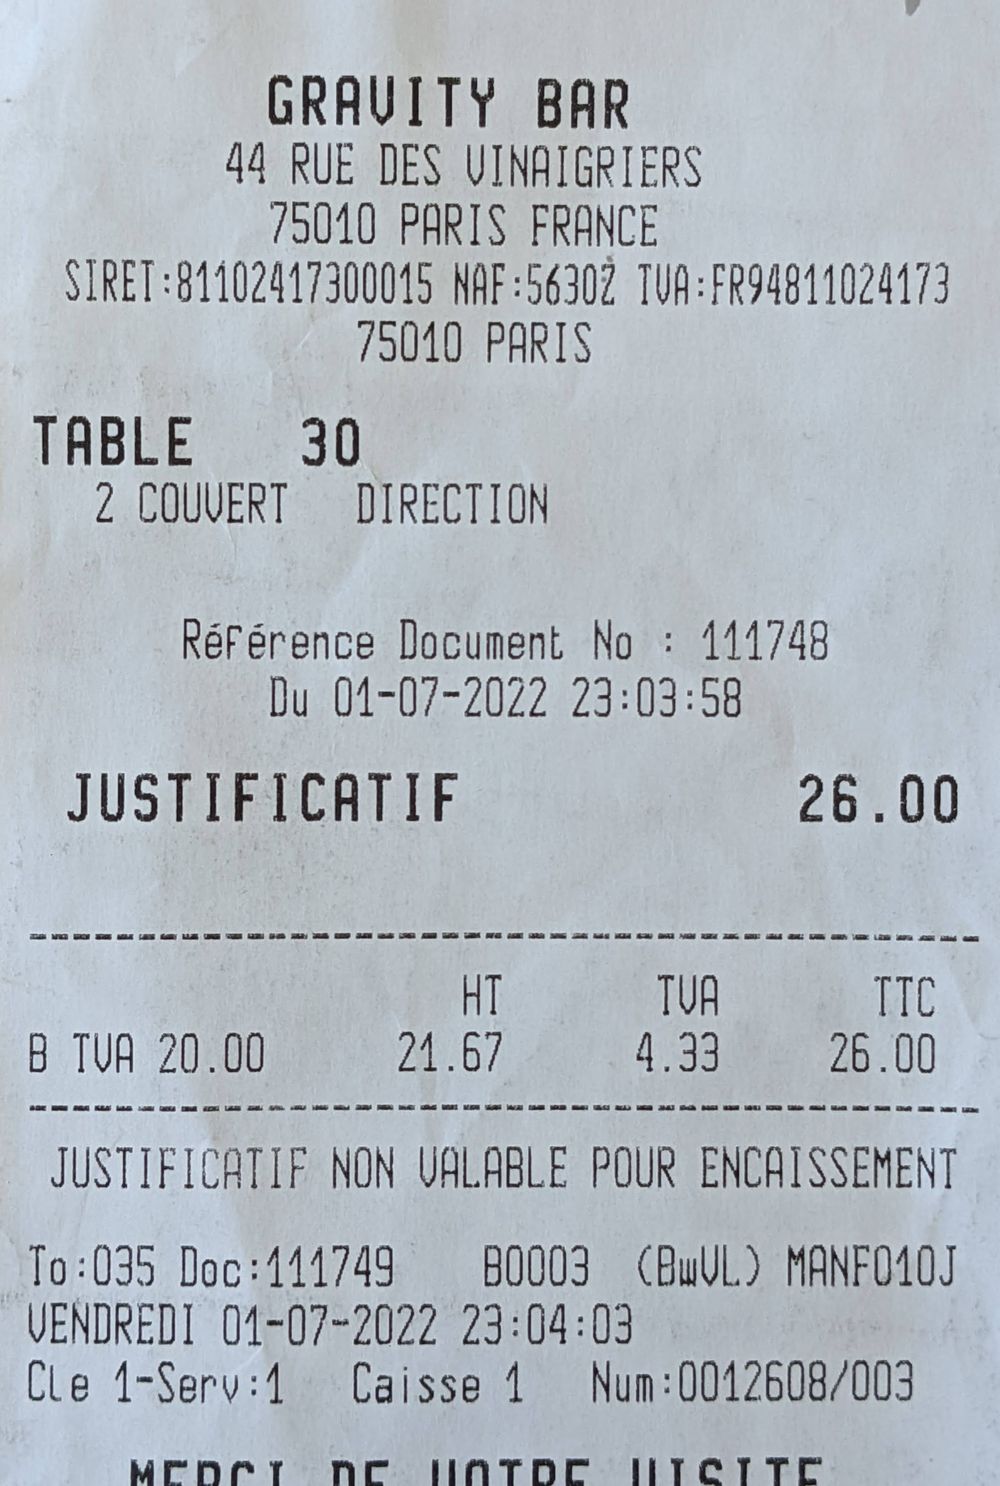 GRAVITY BAR
44 RUE DES VINAIGRIERS
75010 PARIS FRANCE
SIRET:81102417300015 NAF:5630Z TVA:FR94811024173
75010 PARIS
TABLE 30
2 COUVERT DIRECTION
Référence Document No : 111748
Du 01-07-2022 23:03:58
JUSTIFICATIF 26.00
HT TVA TTC
B TVA 20.00 21.67 4.33 26.00
JUSTIFICATIF NON VALABLE POUR ENCAISSEMENT
To:035 Doc:111749 B0003 (BwVL) MANF010J
VENDREDI 01-07-2022 23:04:03
Cle 1-Serv:1 Caisse 1 Num:0012608/003
MERCI DE VOTRE VISITE